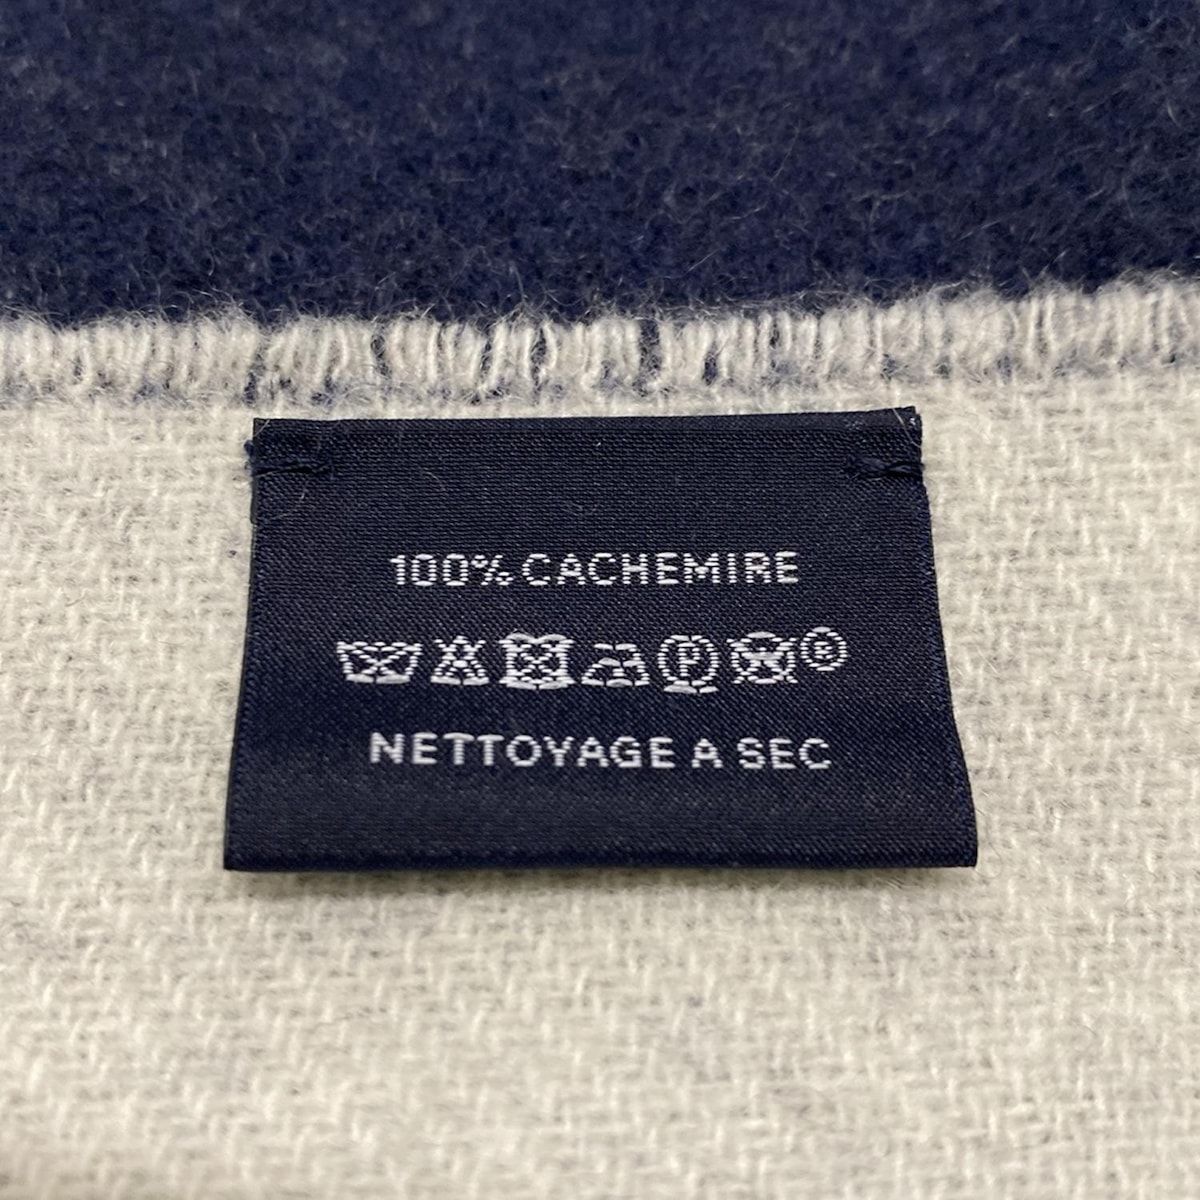 100% CACHEMIRE
P ®
NETTOYAGE A SEC